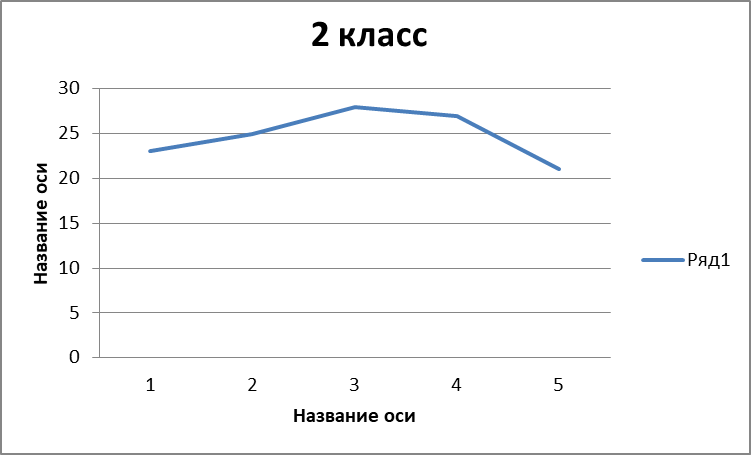 2 класс
30
25
20
15
10
5
0
Название оси
1 2 3 4 5
Название оси
Ряд1